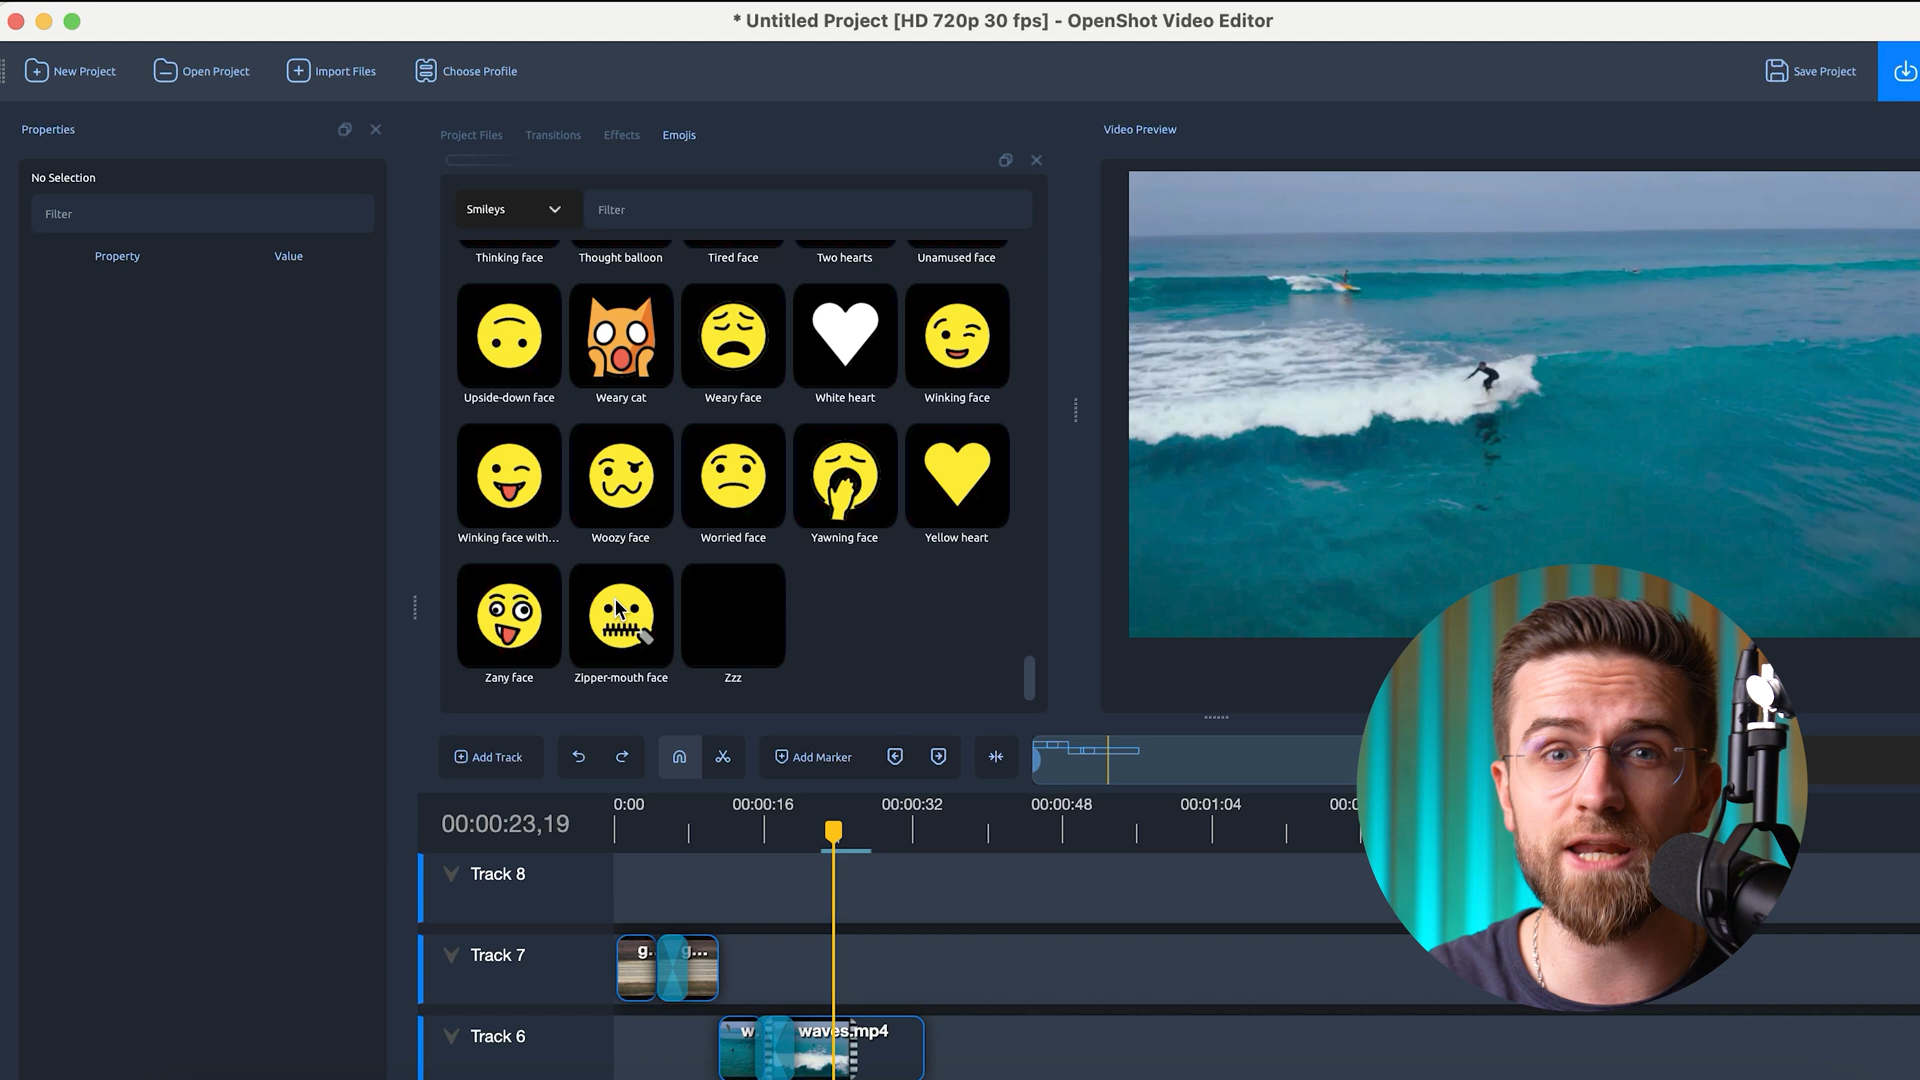 * Untitled Project [HD 720p 30 fps] - OpenShot Video Editor
New Project
Open Project
Import Files
Choose Profile
Save Project
Properties
Project Files
Transitions
Effects
Emojis
Video Preview
No Selection
Filter
Property
Value
Smileys
Filter
Thinking face
Thought balloon
Tired face
Two hearts
Unamused face
Upside-down face
Weary cat
Weary face
White heart
Winking face
Winking face with...
Woozy face
Worried face
Yawning face
Yellow heart
Zany face
Zipper-mouth face
Zzz
Add Track
Add Marker
00:00:23,19
0:00
00:00:16
00:00:32
00:00:48
00:01:04
00:0
Track 8
Track 7
g..
g...
Track 6
w
waves.mp4